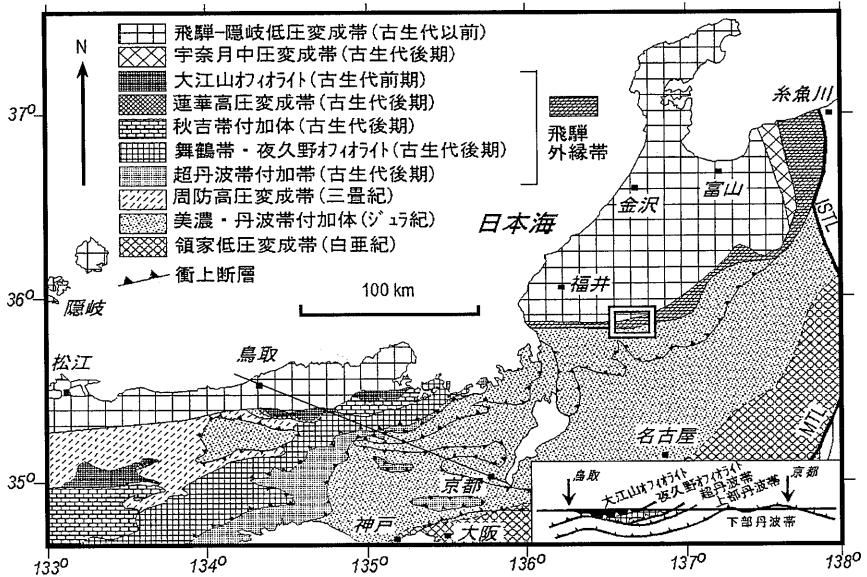 N
飛騨-隠岐低圧変成帯(古生代以前)
宇奈月中圧変成帯(古生代後期)
大江山オフィオライト(古生代前期)
蓮華高圧変成帯(古生代後期)
秋吉帯付加体(古生代後期)
舞鶴帯・夜久野オフィオライト(古生代後期)
超丹波帯付加帯(古生代後期)
周防高圧変成帯(三畳紀)
美濃・丹波帯付加体(ジュラ紀)
領家低圧変成帯(白亜紀)
衝上断層
飛騨
外縁帯
糸魚川
37°
富山
金沢
ISTL
日本海
100 km
福井
36°
隠岐
松江
鳥取
名古屋
MTL
35°
京都
神戸
大阪
鳥取
大江山オフィオライト
夜久野オフィオライト
超丹波帯
上部丹波帯
京都
下部丹波帯
133°
134°
135°
136°
137°
138°